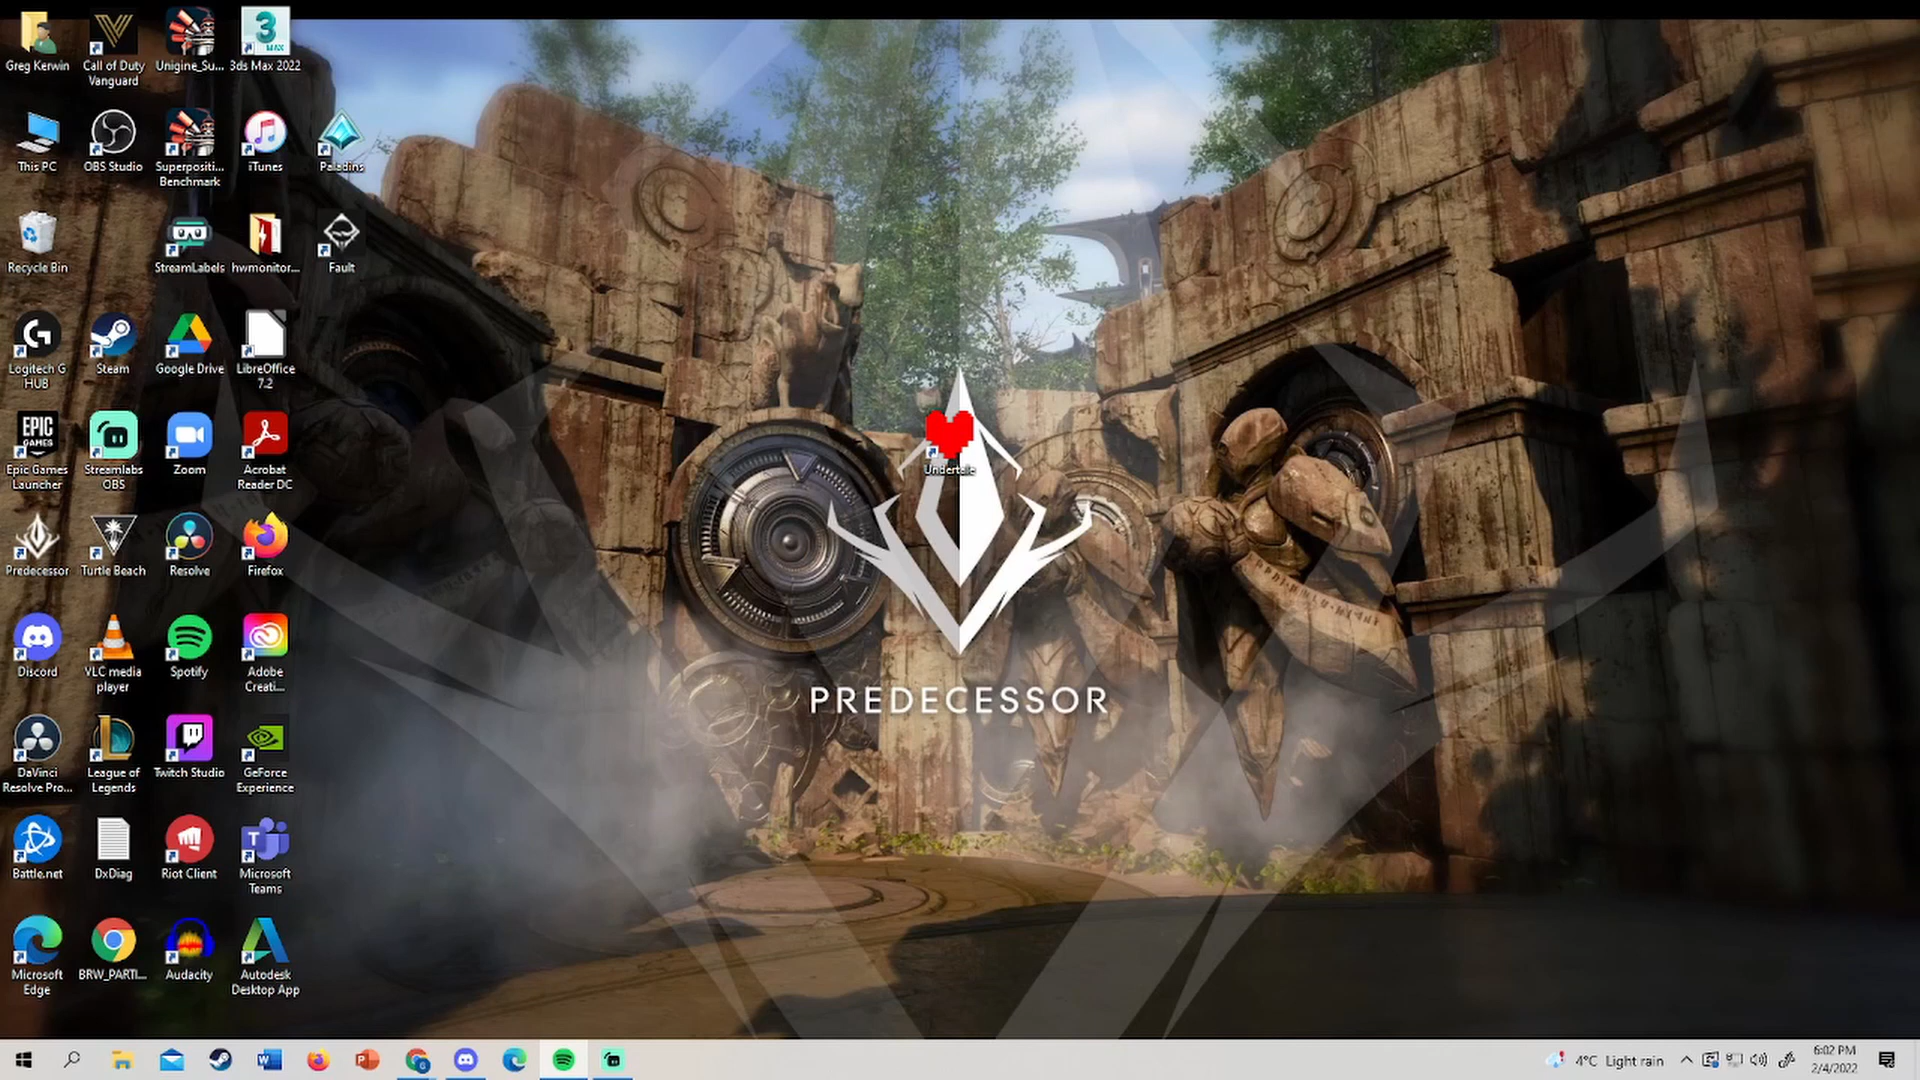 Greg Kerwin
Call of Duty
Vanguard
Unigine_Su...
3ds Max 2022
This PC
OBS Studio
Superpositi...
Benchmark
iTunes
Paladins
Recycle Bin
StreamLabels
hwmonitor...
Fault
Logitech G
HUB
Steam
Google Drive
LibreOffice
7.2
EPIC
GAMES
Epic Games
Launcher
Streamlabs
OBS
Zoom
Acrobat
Reader DC
Undertale
Predecessor
Turtle Beach
Resolve
Firefox
Discord
VLC media
player
Spotify
Adobe
Creati...
PREDECESSOR
DaVinci
Resolve Pro...
League of
Legends
Twitch Studio
GeForce
Experience
Battle.net
DxDiag
Riot Client
Microsoft
Teams
Microsoft
Edge
BRW_PARTI...
Audacity
Autodesk
Desktop App
4°C Light rain
6:02 PM
2/4/2022